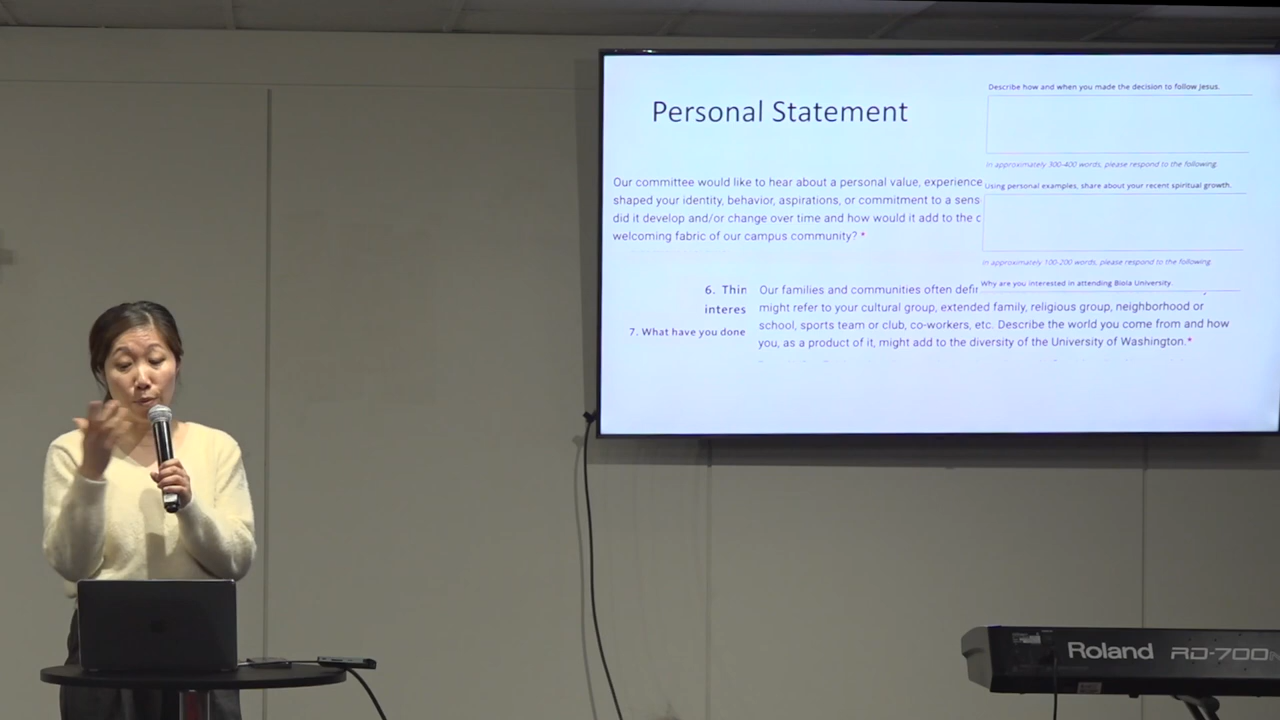 Personal Statement
Our committee would like to hear about a personal value, experience
shaped your identity, behavior, aspirations, or commitment to a sens
did it develop and/or change over time and how would it add to the c
welcoming fabric of our campus community? *
Describe how and when you made the decision to follow Jesus.
In approximately 300-400 words, please respond to the following.
Using personal examples, share about your recent spiritual growth.
In approximately 100-200 words, please respond to the following
Why are you interested in attending Biola University.
6. Thin
interes
7. What have you done
Our families and communities often defin
might refer to your cultural group, extended family, religious group, neighborhood or
school, sports team or club, co-workers, etc. Describe the world you come from and how
you, as a product of it, might add to the diversity of the University of Washington.*
Roland RD-700